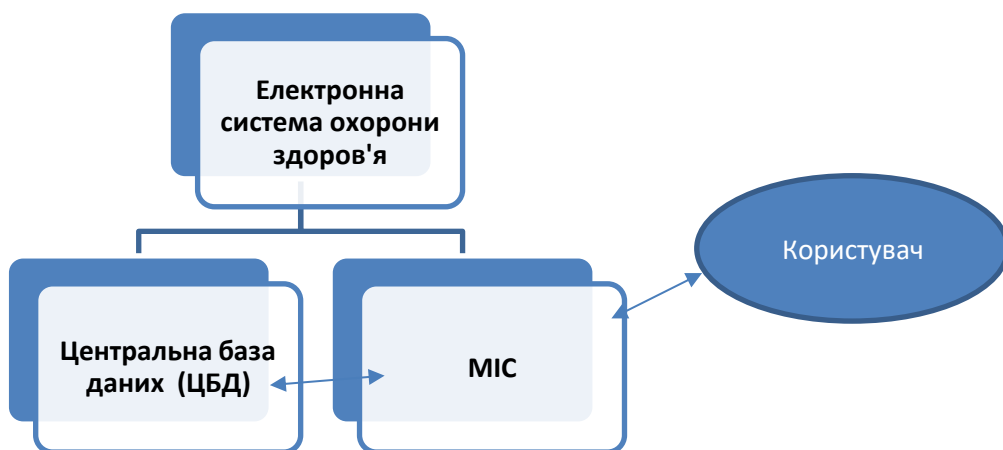 Електронна
система охорони
здоров'я
Користувач
Центральна база
даних (ЦБД)
МІС